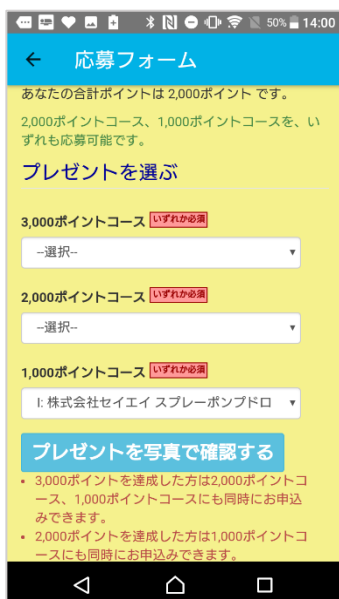 50% 14:00
応募フォーム
あなたの合計ポイントは 2,000ポイント です。
2,000ポイントコース、1,000ポイントコースを、い
ずれも応募可能です。
プレゼントを選ぶ
3,000ポイントコース いずれか必須
--選択--
2,000ポイントコース いずれか必須
--選択--
1,000ポイントコース いずれか必須
I: 株式会社セイエイ スプレーポンプドロ
プレゼントを写真で確認する
• 3,000ポイントを達成した方は2,000ポイントコ
ース、1,000ポイントコースにも同時にお申込
みできます。
• 2,000ポイントを達成した方は1,000ポイントコ
ースにも同時にお申込みできます。